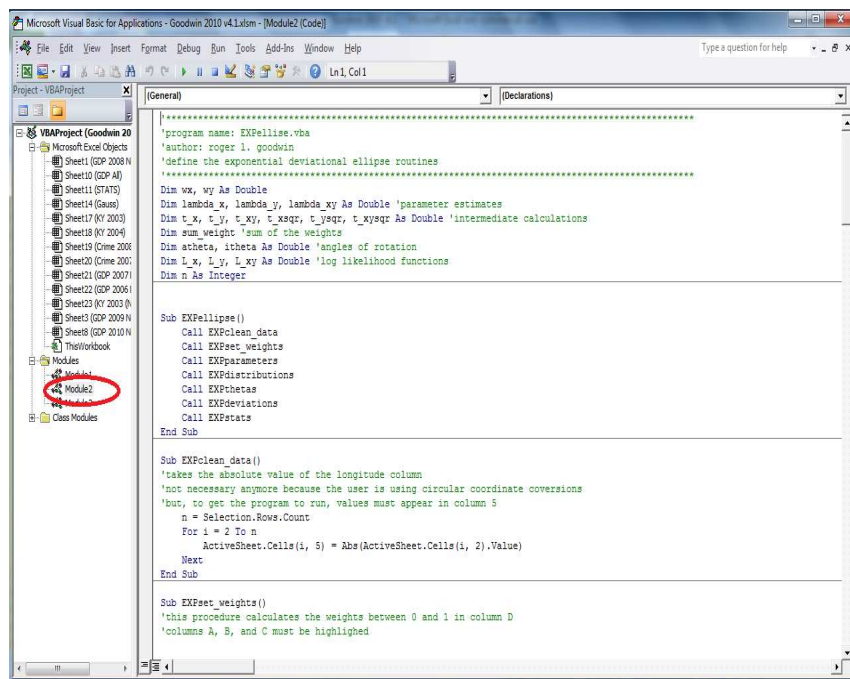 Microsoft Visual Basic for Applications - Goodwin 2010 v4.1.xlsm - [Module2 (Code)]
File Edit View Insert Format Debug Run Tools Add-Ins Window Help
Type a question for help
Ln 1, Col 1
Project - VBAProject
(General)
(Declarations)
VBAProject (Goodwin 20
Microsoft Excel Objects
Sheet1 (GDP 2008 N
Sheet10 (GDP All)
Sheet11 (STATS)
Sheet14 (Gauss)
Sheet17 (KY 2003)
Sheet18 (KY 2004)
Sheet19 (Crime 2008
Sheet20 (Crime 2007
Sheet21 (GDP 2007
Sheet22 (GDP 2006
Sheet23 (KY 2003 (N
Sheet3 (GDP 2009 N
Sheet8 (GDP 2010 N
ThisWorkbook
Modules
Module1
Module2
Class Modules
'**********************************************************************************************
'program name: EXPellise.vba
'author: roger l. goodwin
'define the exponential deviational ellipse routines
'**********************************************************************************************
Dim wx, wy As Double
Dim lambda_x, lambda_y, lambda_xy As Double 'parameter estimates
Dim t_x, t_y, t_xy, t_xsqr, t_ysqr, t_xysqr As Double 'intermediate calculations
Dim sum_weight 'sum of the weights
Dim atheta, itheta As Double 'angles of rotation
Dim L_x, L_y, L_xy As Double 'log likelihood functions
Dim n As Integer
Sub EXPellipse()
Call EXPclean_data
Call EXPset_weights
Call EXPparameters
Call EXPdistributions
Call EXPthetas
Call EXPdeviations
Call EXPstats
End Sub
Sub EXPclean_data()
'takes the absolute value of the longitude column
'not necessary anymore because the user is using circular coordinate coversions
'but, to get the program to run, values must appear in column 5
n = Selection.Rows.Count
For i = 2 To n
ActiveSheet.Cells(i, 5) = Abs(ActiveSheet.Cells(i, 2).Value)
Next
End Sub
Sub EXPset_weights()
'this procedure calculates the weights between 0 and 1 in column D
'columns A, B, and C must be highlighed